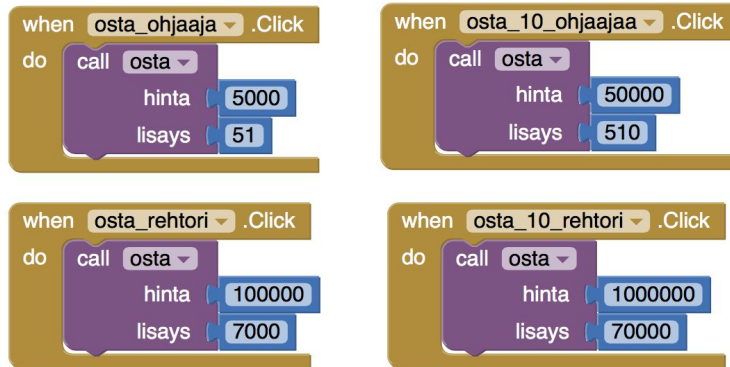 when osta_ohjaaja .Click
do call osta
hinta 5000
lisays 51
when osta_10_ohjaajaa .Click
do call osta
hinta 50000
lisays 510
when osta_rehtori .Click
do call osta
hinta 100000
lisays 7000
when osta_10_rehtori .Click
do call osta
hinta 1000000
lisays 70000